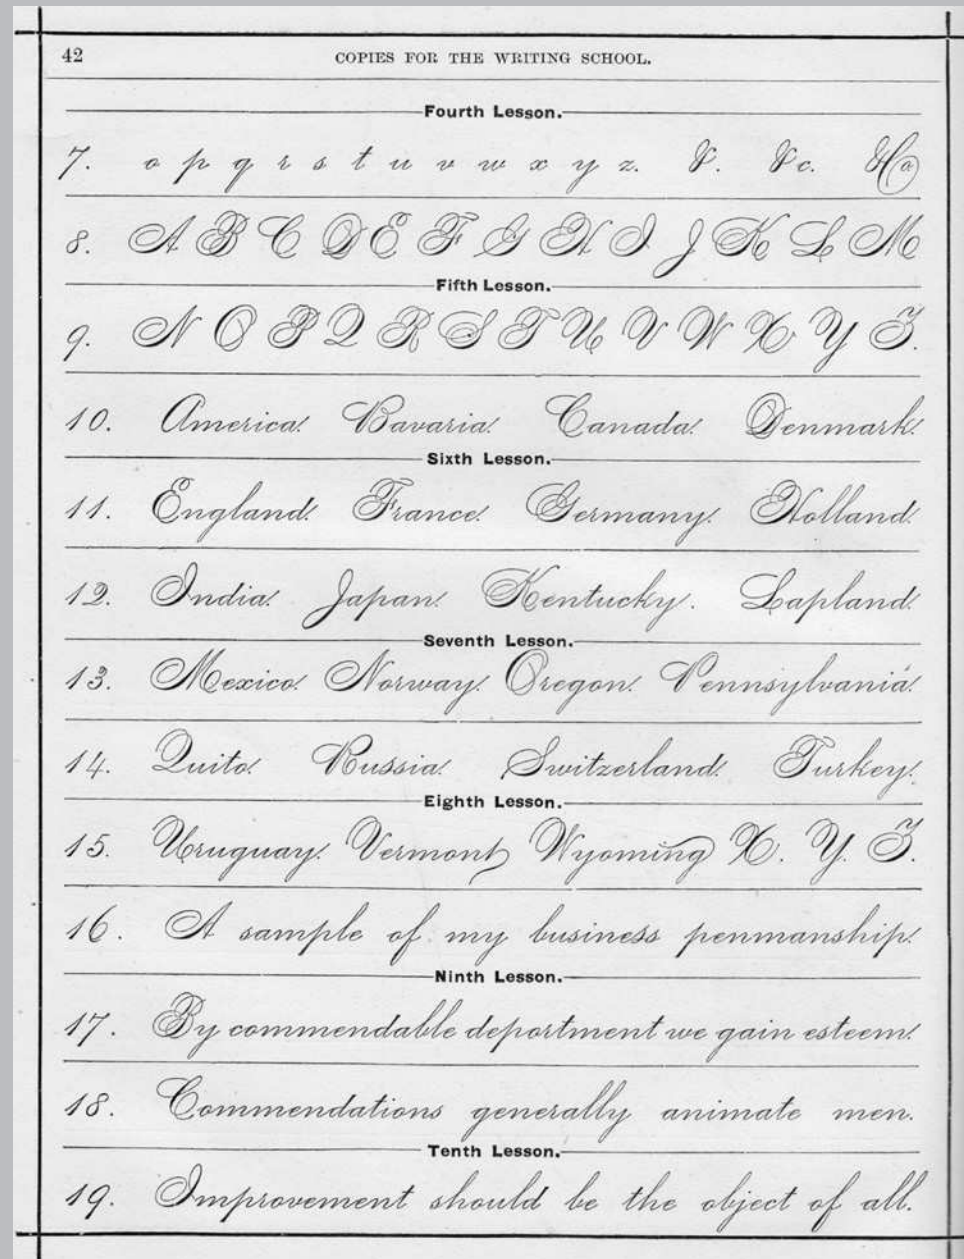 42 COPIES FOR THE WRITING SCHOOL.
Fourth Lesson.
7. o p q r s t u v w x y z. &. &c. &Co
8. A B C D E F G H I J K L M
Fifth Lesson.
9. N O P Q R S T U V W X Y Z.
10. America. Bavaria. Canada. Denmark.
Sixth Lesson.
11. England. France. Germany. Holland.
12. India. Japan. Kentucky. Lapland.
Seventh Lesson.
13. Mexico. Norway. Oregon. Pennsylvania.
14. Quito. Russia. Switzerland. Turkey.
Eighth Lesson.
15. Uruguay. Vermont Wyoming X. Y. Z.
16. A sample of my business penmanship.
Ninth Lesson.
17. By commendable deportment we gain esteem.
18. Commendations generally animate men.
Tenth Lesson.
19. Improvement should be the object of all.